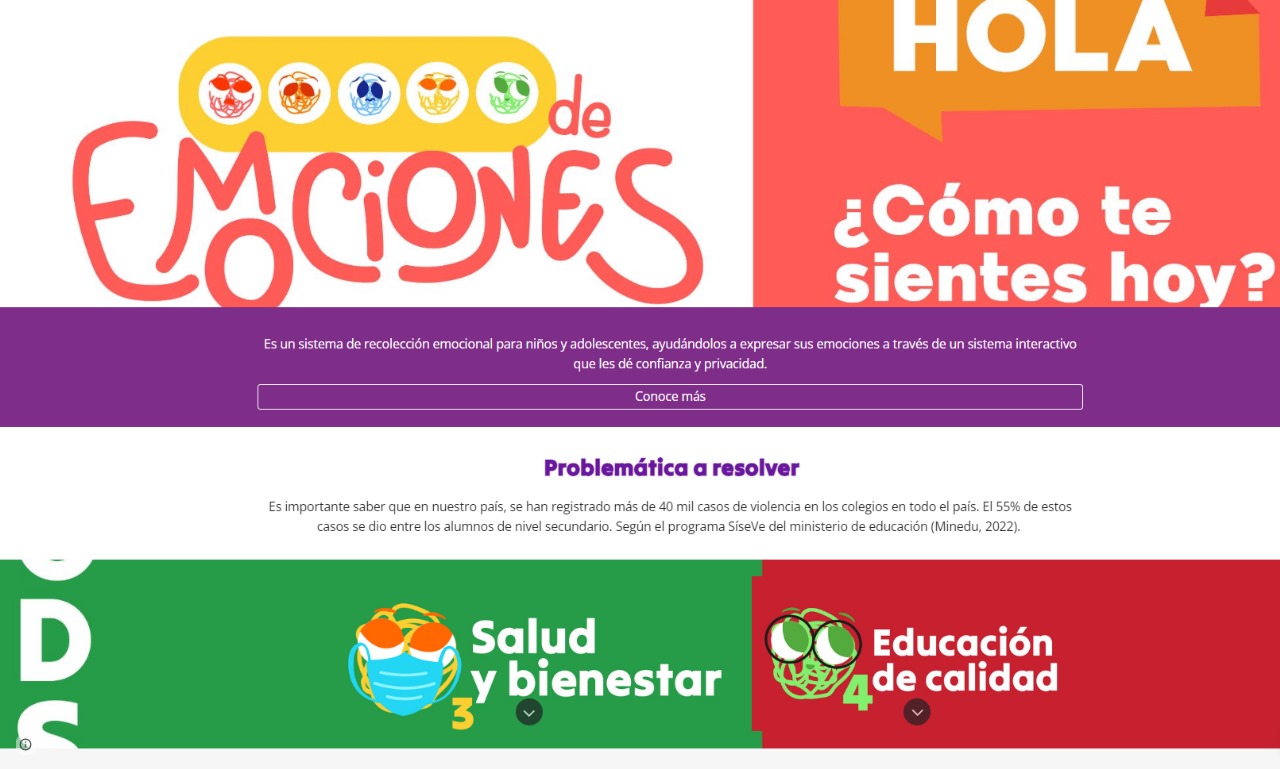 HOLA
de
EMOCIONES
¿Cómo te
sientes hoy?
Es un sistema de recolección emocional para niños y adolescentes, ayudándolos a expresar sus emociones a través de un sistema interactivo
que les dé confianza y privacidad.
Conoce más
Problemática a resolver
Es importante saber que en nuestro país, se han registrado más de 40 mil casos de violencia en los colegios en todo el país. El 55% de estos
casos se dio entre los alumnos de nivel secundario. Según el programa SíseVe del ministerio de educación (Minedu, 2022).
ODS
Salud
y bienestar
3
Educación
de calidad
4